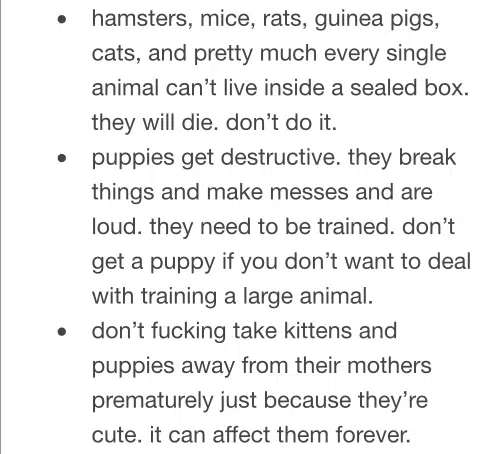 • hamsters, mice, rats, guinea pigs,
cats, and pretty much every single
animal can’t live inside a sealed box.
they will die. don’t do it.
• puppies get destructive. they break
things and make messes and are
loud. they need to be trained. don’t
get a puppy if you don’t want to deal
with training a large animal.
• don’t fucking take kittens and
puppies away from their mothers
prematurely just because they’re
cute. it can affect them forever.